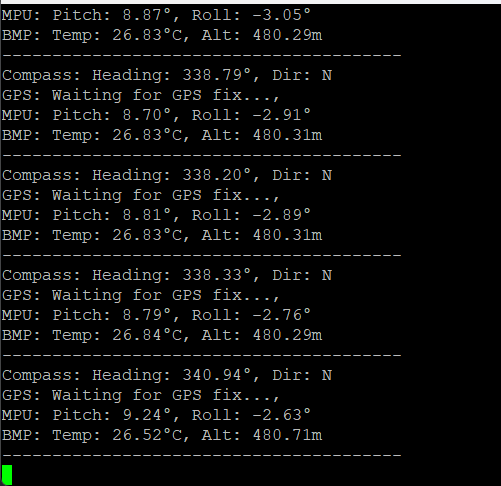 MPU: Pitch: 8.87°, Roll: -3.05°
BMP: Temp: 26.83°C, Alt: 480.29m
----------------------------------------
Compass: Heading: 338.79°, Dir: N
GPS: Waiting for GPS fix...,
MPU: Pitch: 8.70°, Roll: -2.91°
BMP: Temp: 26.83°C, Alt: 480.31m
----------------------------------------
Compass: Heading: 338.20°, Dir: N
GPS: Waiting for GPS fix...,
MPU: Pitch: 8.81°, Roll: -2.89°
BMP: Temp: 26.83°C, Alt: 480.31m
----------------------------------------
Compass: Heading: 338.33°, Dir: N
GPS: Waiting for GPS fix...,
MPU: Pitch: 8.79°, Roll: -2.76°
BMP: Temp: 26.84°C, Alt: 480.29m
----------------------------------------
Compass: Heading: 340.94°, Dir: N
GPS: Waiting for GPS fix...,
MPU: Pitch: 9.24°, Roll: -2.63°
BMP: Temp: 26.52°C, Alt: 480.71m
----------------------------------------